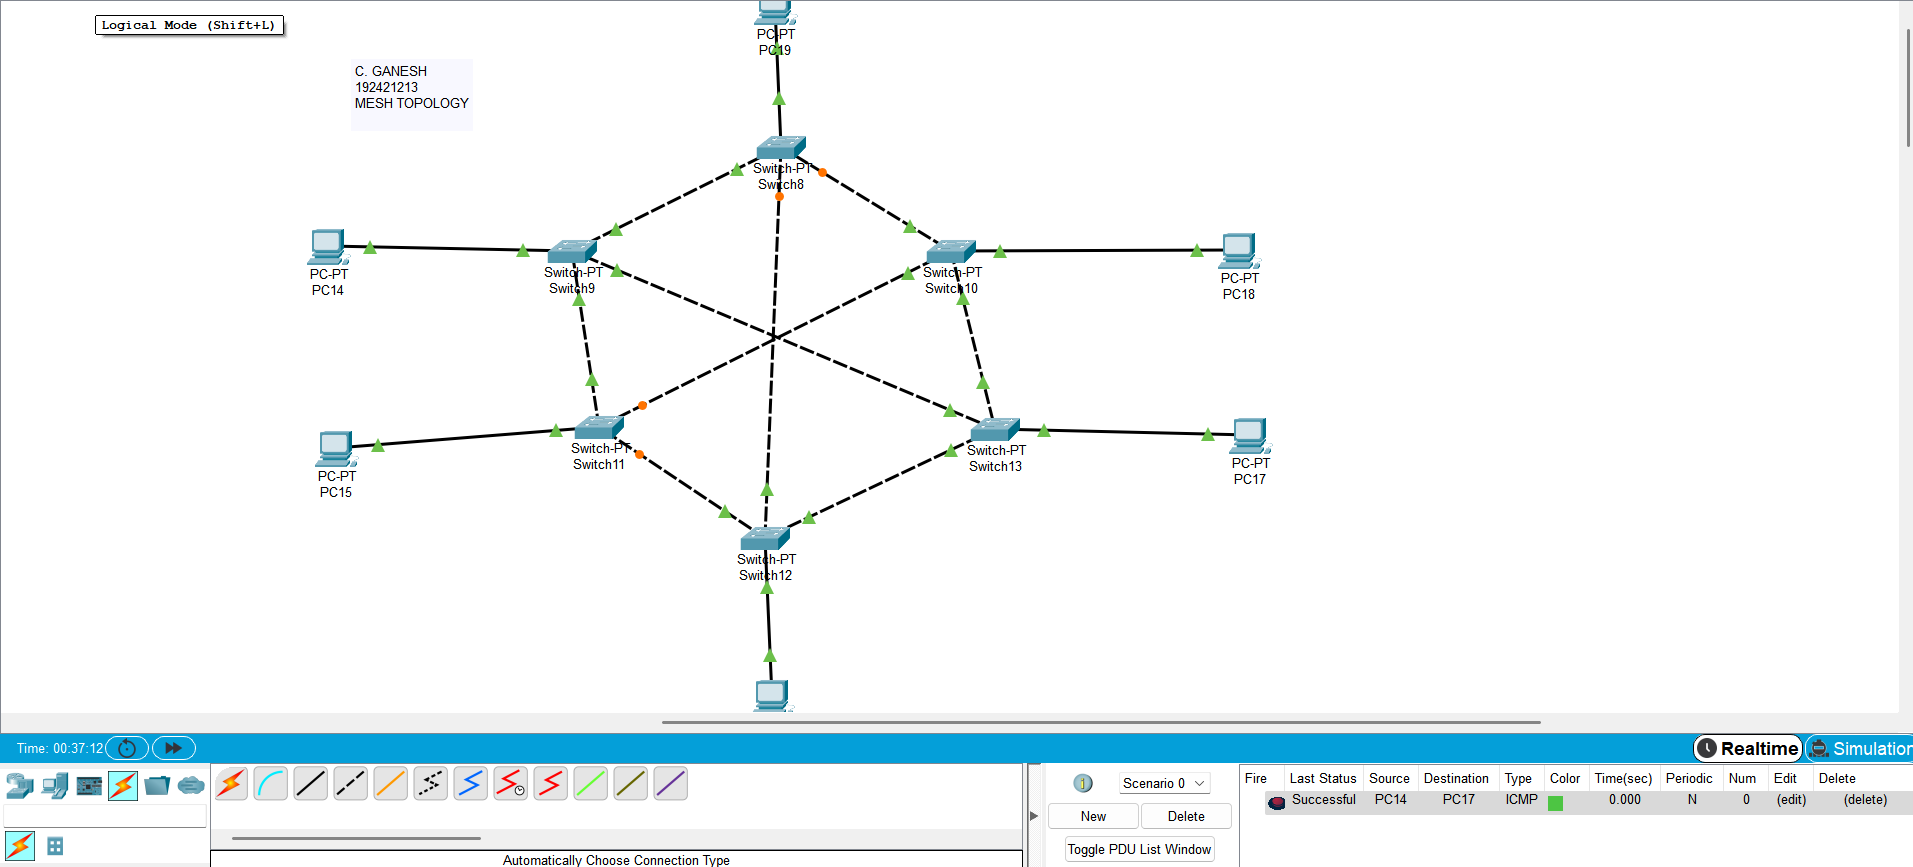 Logical Mode (Shift+L)
PC-PT
PC19
C. GANESH
192421213
MESH TOPOLOGY
Switch-PT
Switch8
PC-PT
PC14
Switch-PT
Switch9
Switch-PT
Switch10
PC-PT
PC18
PC-PT
PC15
Switch-PT
Switch11
Switch-PT
Switch13
PC-PT
PC17
Switch-PT
Switch12
Time: 00:37:12
Realtime
Simulation
Scenario 0
New
Delete
Toggle PDU List Window
Fire Last Status Source Destination Type Color Time(sec) Periodic Num Edit Delete
Successful PC14 PC17 ICMP 0.000 N 0 (edit) (delete)
Automatically Choose Connection Type